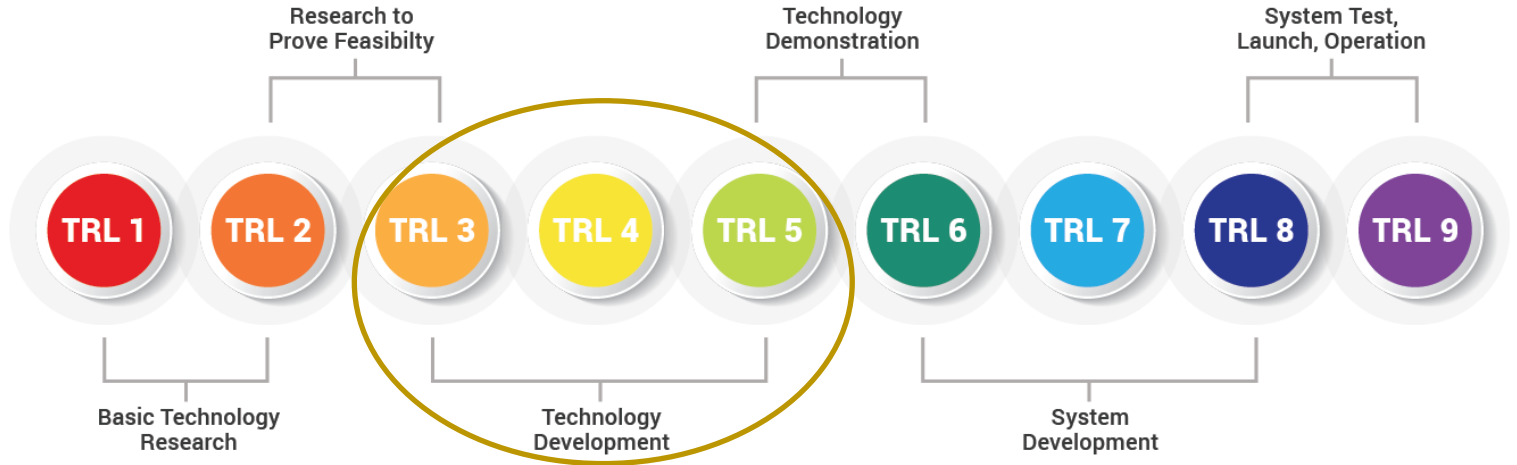 Research to
Prove Feasibilty
Technology
Demonstration
System Test,
Launch, Operation
TRL 1
TRL 2
TRL 3
TRL 4
TRL 5
TRL 6
TRL 7
TRL 8
TRL 9
Basic Technology
Research
Technology
Development
System
Development